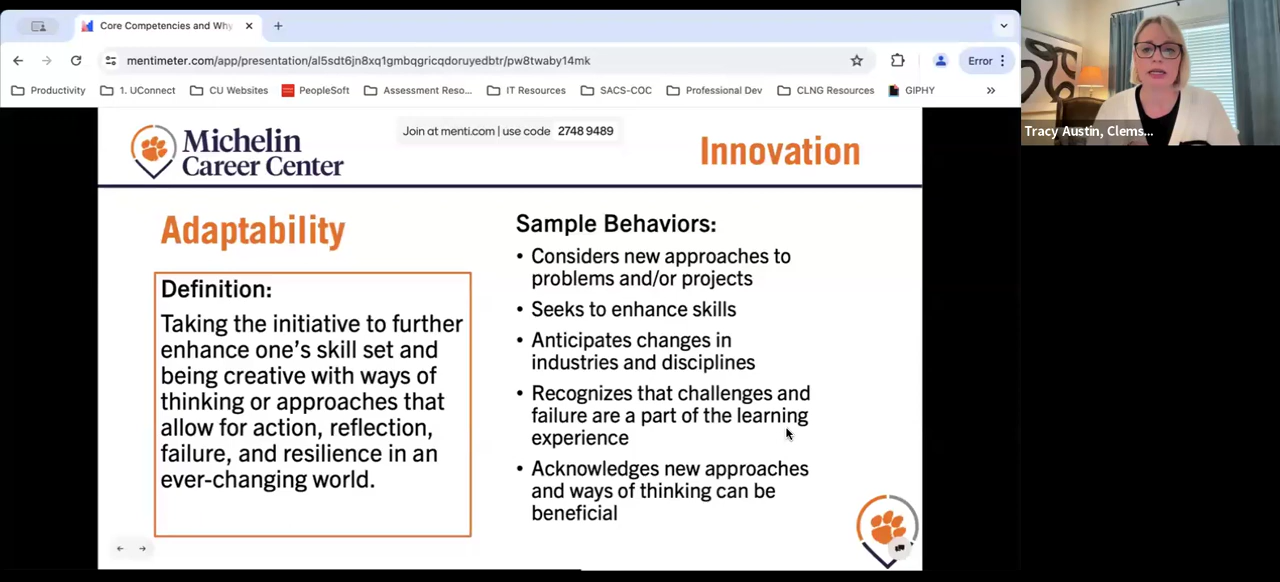 Core Competencies and Why
mentimeter.com/app/presentation/al5sdt6jn8xq1gmbqgricqdoruyedbtr/pw8twaby14mk
Error
Productivity
1. UConnect
CU Websites
PeopleSoft
Assessment Reso...
IT Resources
SACS-COC
Professional Dev
CLNG Resources
GIPHY
»
Tracy Austin, Clems...
Michelin
Career Center
Join at menti.com | use code 2748 9489
Innovation
Adaptability
Definition:
Taking the initiative to further
enhance one's skill set and
being creative with ways of
thinking or approaches that
allow for action, reflection,
failure, and resilience in an
ever-changing world.
Sample Behaviors:
• Considers new approaches to
problems and/or projects
• Seeks to enhance skills
• Anticipates changes in
industries and disciplines
• Recognizes that challenges and
failure are a part of the learning
experience
• Acknowledges new approaches
and ways of thinking can be
beneficial